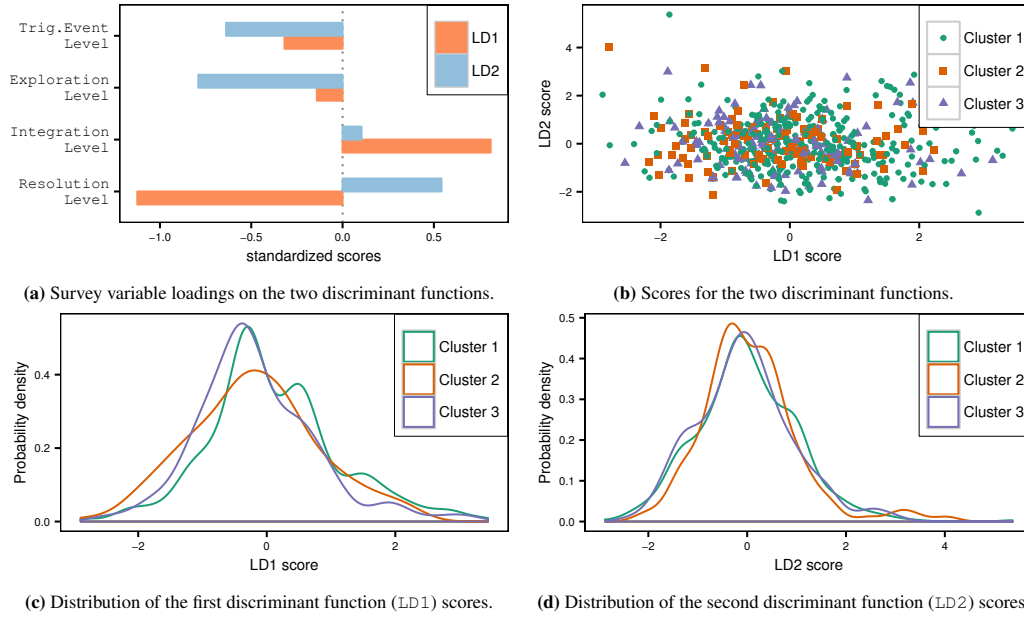 Trig.Event
Level
Exploration
Level
Integration
Level
Resolution
Level
LD1
LD2
−1.0 −0.5 0.0 0.5
standardized scores
(a) Survey variable loadings on the two discriminant functions.
LD2 score
4
2
0
−2
Cluster 1
Cluster 2
Cluster 3
−2 0 2
LD1 score
(b) Scores for the two discriminant functions.
Probability density
0.4
0.2
0.0
Cluster 1
Cluster 2
Cluster 3
−2 0 2
LD1 score
(c) Distribution of the first discriminant function (LD1) scores.
Probability density
0.5
0.4
0.3
0.2
0.1
0.0
Cluster 1
Cluster 2
Cluster 3
−2 0 2 4
LD2 score
(d) Distribution of the second discriminant function (LD2) scores